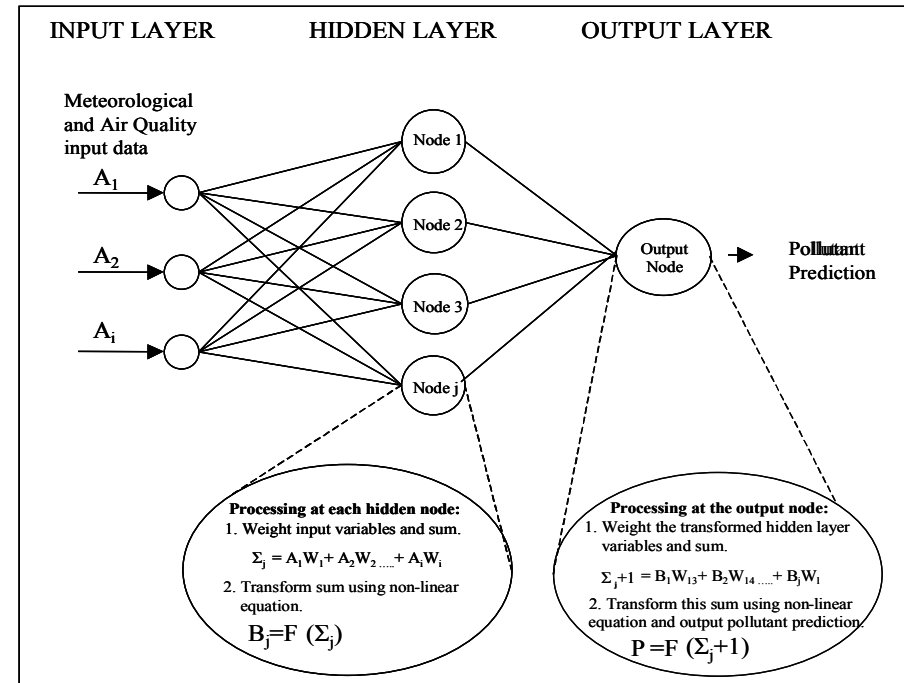 INPUT LAYER
HIDDEN LAYER
OUTPUT LAYER
Meteorological
and Air Quality
input data
A₁
A₂
Aᵢ
Node 1
Node 2
Node 3
Node j
Output
Node
Pollutant
Prediction
Processing at each hidden node:
1. Weight input variables and sum.
Σⱼ = A₁W₁+ A₂W₂ ..... + AᵢWᵢ
2. Transform sum using non-linear
equation.
Bⱼ=F (Σⱼ)
Processing at the output node:
1. Weight the transformed hidden layer
variables and sum.
Σⱼ+1 = B₁W₁₃+ B₂W₁₄ ..... + BⱼWₗ
2. Transform this sum using non-linear
equation and output pollutant prediction.
P=F (Σⱼ+1)